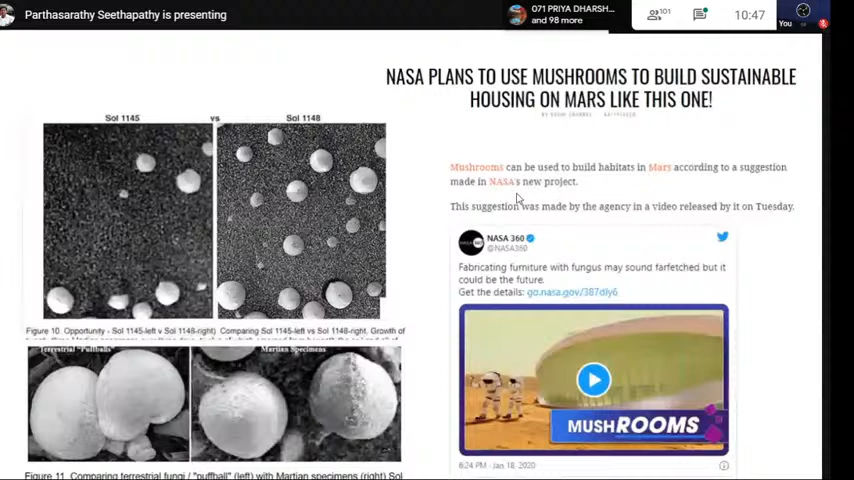 Parthasarathy Seethapathy is presenting
071 PRIYA DHARSH...
and 98 more
101
10:47
You
NASA PLANS TO USE MUSHROOMS TO BUILD SUSTAINABLE
HOUSING ON MARS LIKE THIS ONE!
Sol 1145 vs Sol 1148
Mushrooms can be used to build habitats in Mars according to a suggestion
made in NASA's new project.
This suggestion was made by the agency in a video released by it on Tuesday.
NASA 360
@NASA360
Fabricating furniture with fungus may sound farfetched but it
could be the future.
Get the details: go.nasa.gov/387dIy6
MUSHROOMS
6:24 PM · Jan 18, 2020
Figure 10. Opportunity - Sol 1145-left v Sol 1148-right) Comparing Sol 1145-left vs Sol 1148-right. Growth of
Terrestrial "Puffballs"
Martian Specimens
Figure 11. Comparing terrestrial fungi / "puffball" (left) with Martian specimens (right) Sol